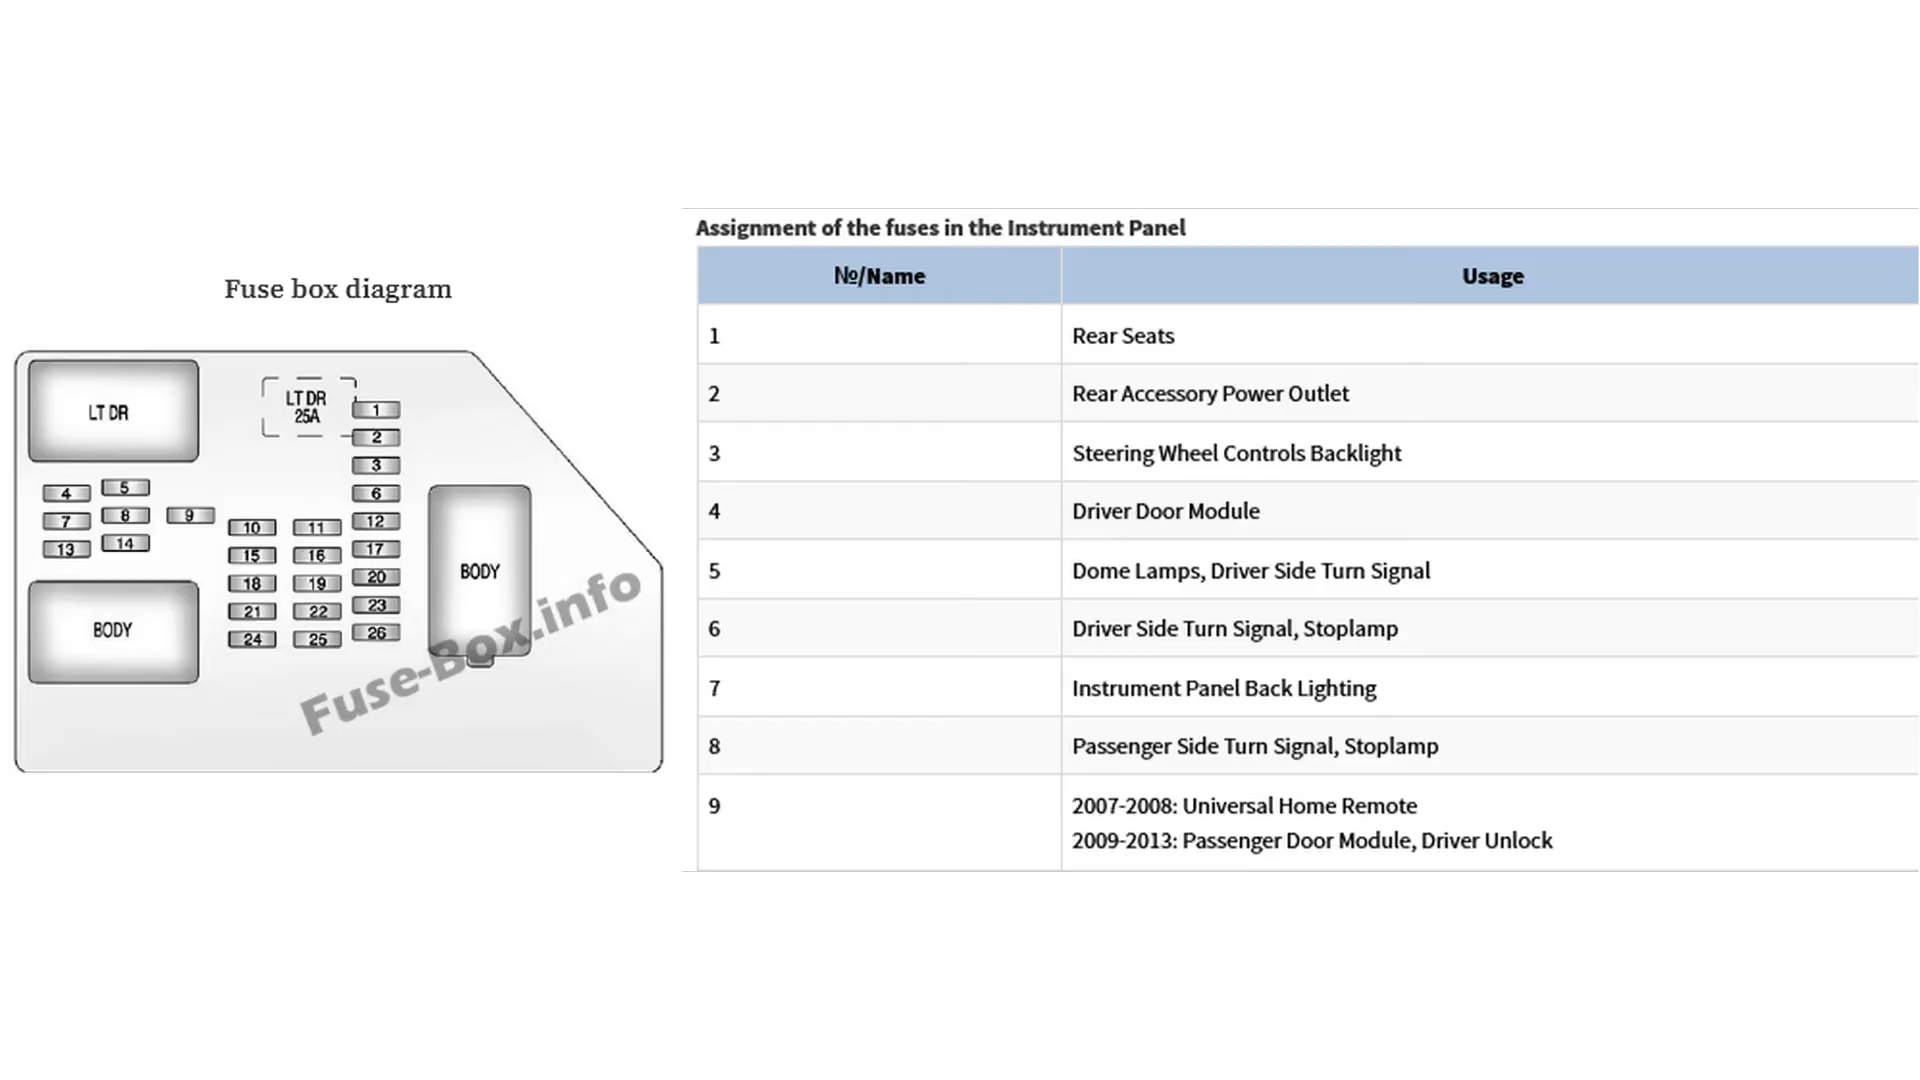 Fuse box diagram
LT DR
LT DR
25A
1
2
3
4 5 6
7 8 9 10 11 12
13 14 15 16 17
18 19 20
21 22 23
24 25 26
BODY
BODY
Fuse-Box.info
Assignment of the fuses in the Instrument Panel
№/Name Usage
1 Rear Seats
2 Rear Accessory Power Outlet
3 Steering Wheel Controls Backlight
4 Driver Door Module
5 Dome Lamps, Driver Side Turn Signal
6 Driver Side Turn Signal, Stoplamp
7 Instrument Panel Back Lighting
8 Passenger Side Turn Signal, Stoplamp
9 2007-2008: Universal Home Remote
2009-2013: Passenger Door Module, Driver Unlock